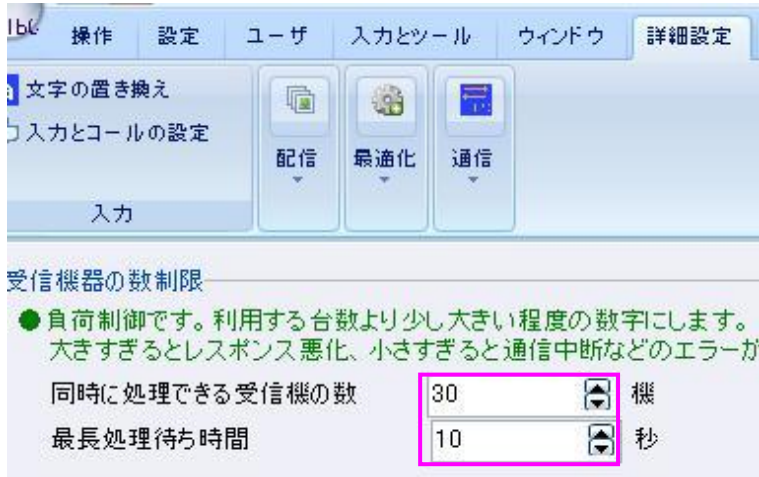 操作 設定 ユーザ 入力とツール ウィンドウ 詳細設定
文字の置き換え
入力とコールの設定
配信 最適化 通信
入力
受信機器の数制限
●負荷制御です。利用する台数より少し大きい程度の数字にします。
大きすぎるとレスポンス悪化、小さすぎると通信中断などのエラーが
同時に処理できる受信機の数 30 機
最長処理待ち時間 10 秒